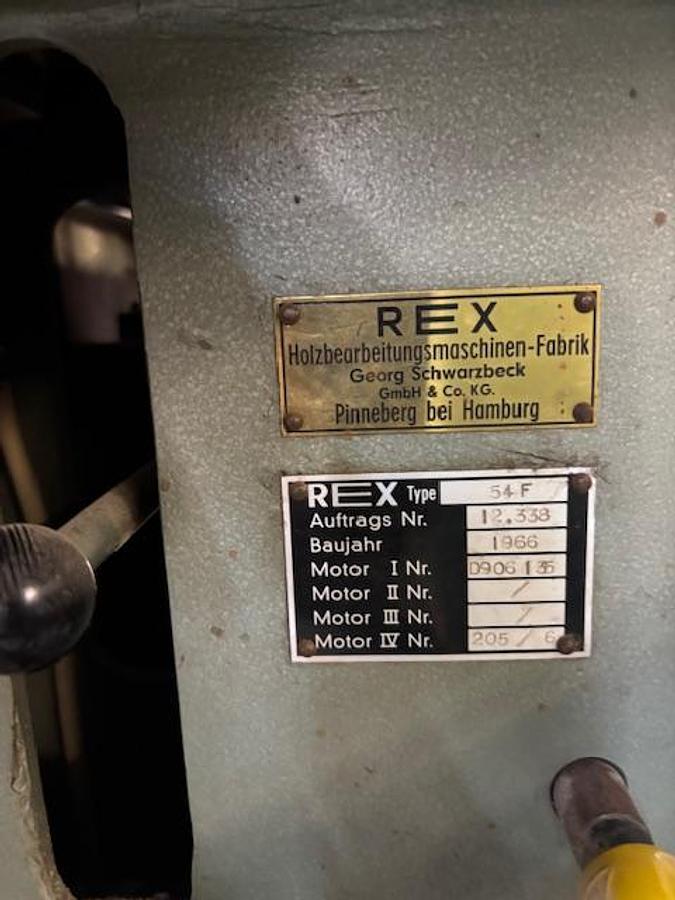 REX
Holzbearbeitungsmaschinen-Fabrik
Georg Schwarzbeck
GmbH & Co. KG.
Pinneberg bei Hamburg
REX Type 54 F
Auftrags Nr. 12.338
Baujahr 1966
Motor I Nr. D906 135
Motor II Nr. /
Motor III Nr. /
Motor IV Nr. 205 / 6